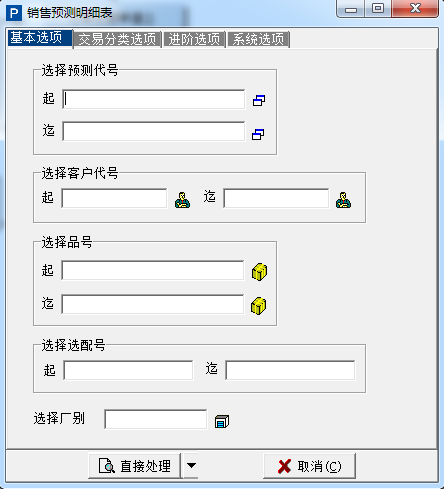 P 销售预测明细表
基本选项 交易分类选项 进阶选项 系统选项
选择预测代号
起
迄
选择客户代号
起 迄
选择品号
起
迄
选择选配号
起 迄
选择厂别
直接处理 取消(C)